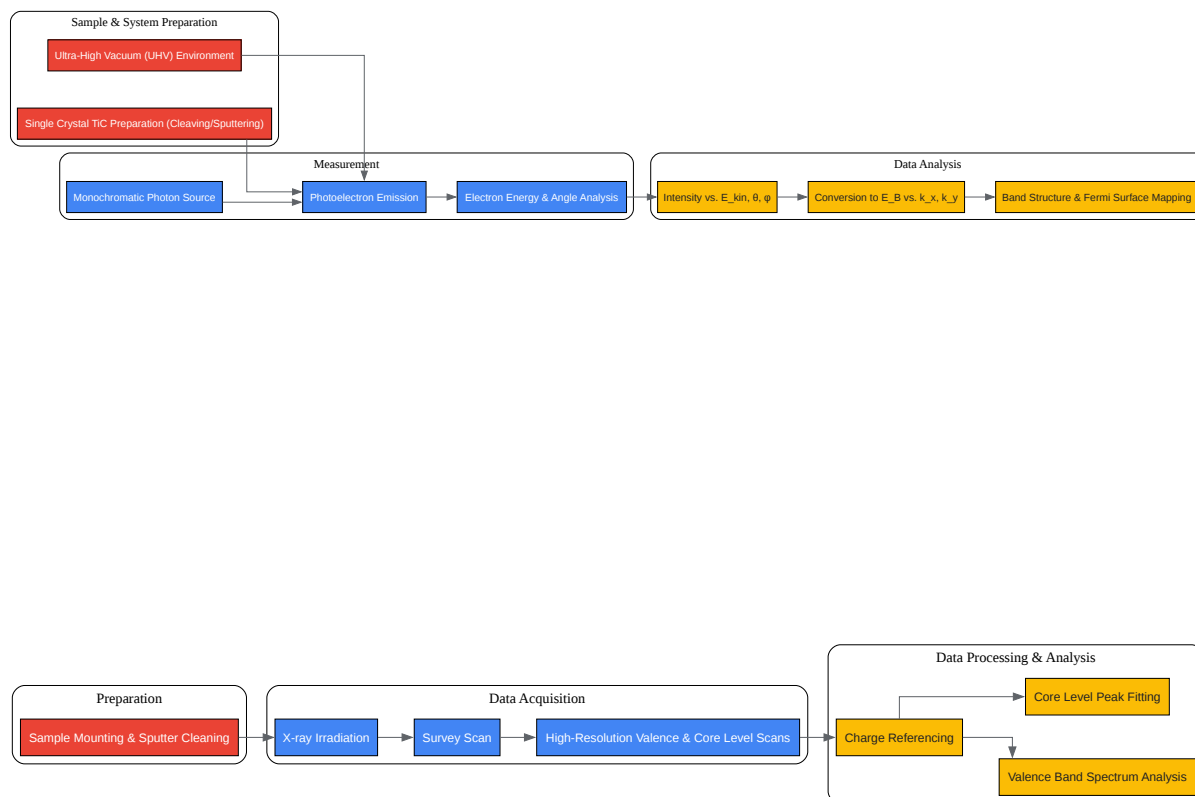 Sample & System Preparation
Ultra-High Vacuum (UHV) Environment
Single Crystal TiC Preparation (Cleaving/Sputtering)
Measurement
Monochromatic Photon Source
Photoelectron Emission
Electron Energy & Angle Analysis
Data Analysis
Intensity vs. E_kin, θ, φ
Conversion to E_B vs. k_x, k_y
Band Structure & Fermi Surface Mapping
Preparation
Sample Mounting & Sputter Cleaning
Data Acquisition
X-ray Irradiation
Survey Scan
High-Resolution Valence & Core Level Scans
Data Processing & Analysis
Charge Referencing
Core Level Peak Fitting
Valence Band Spectrum Analysis